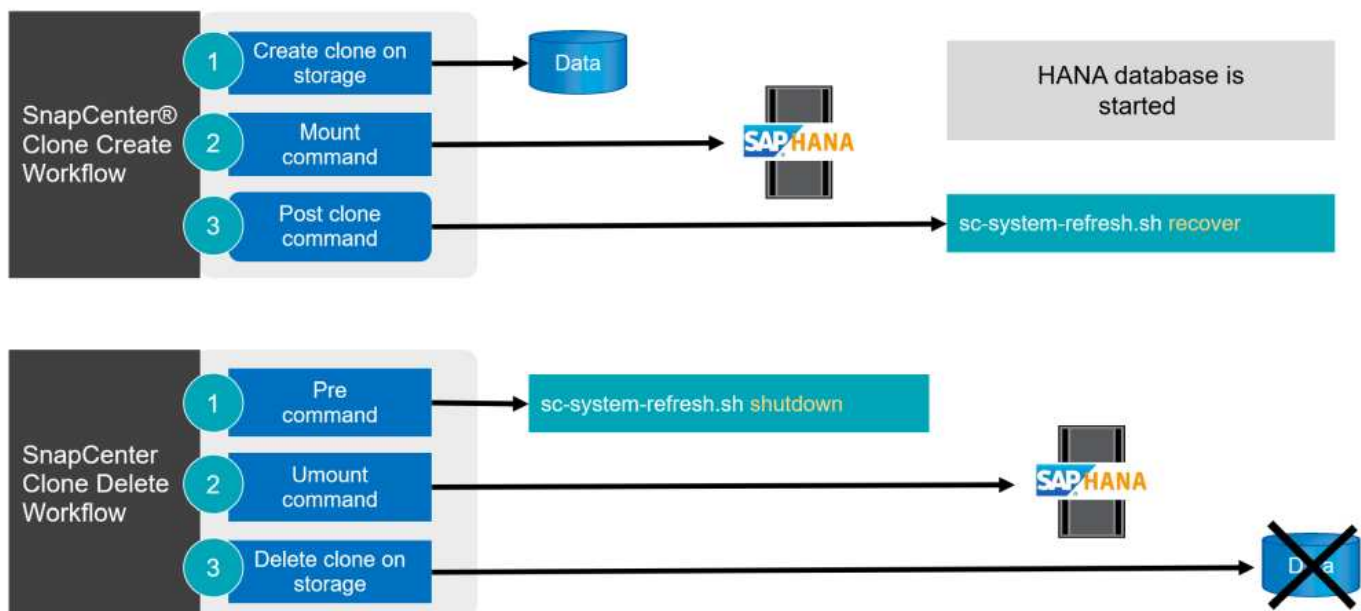 SnapCenter®
Clone Create
Workflow
1
Create clone on
storage
Data
2
Mount
command
SAP HANA
3
Post clone
command
HANA database is
started
sc-system-refresh.sh recover
SnapCenter
Clone Delete
Workflow
1
Pre
command
sc-system-refresh.sh shutdown
2
Umount
command
SAP HANA
3
Delete clone on
storage
Data